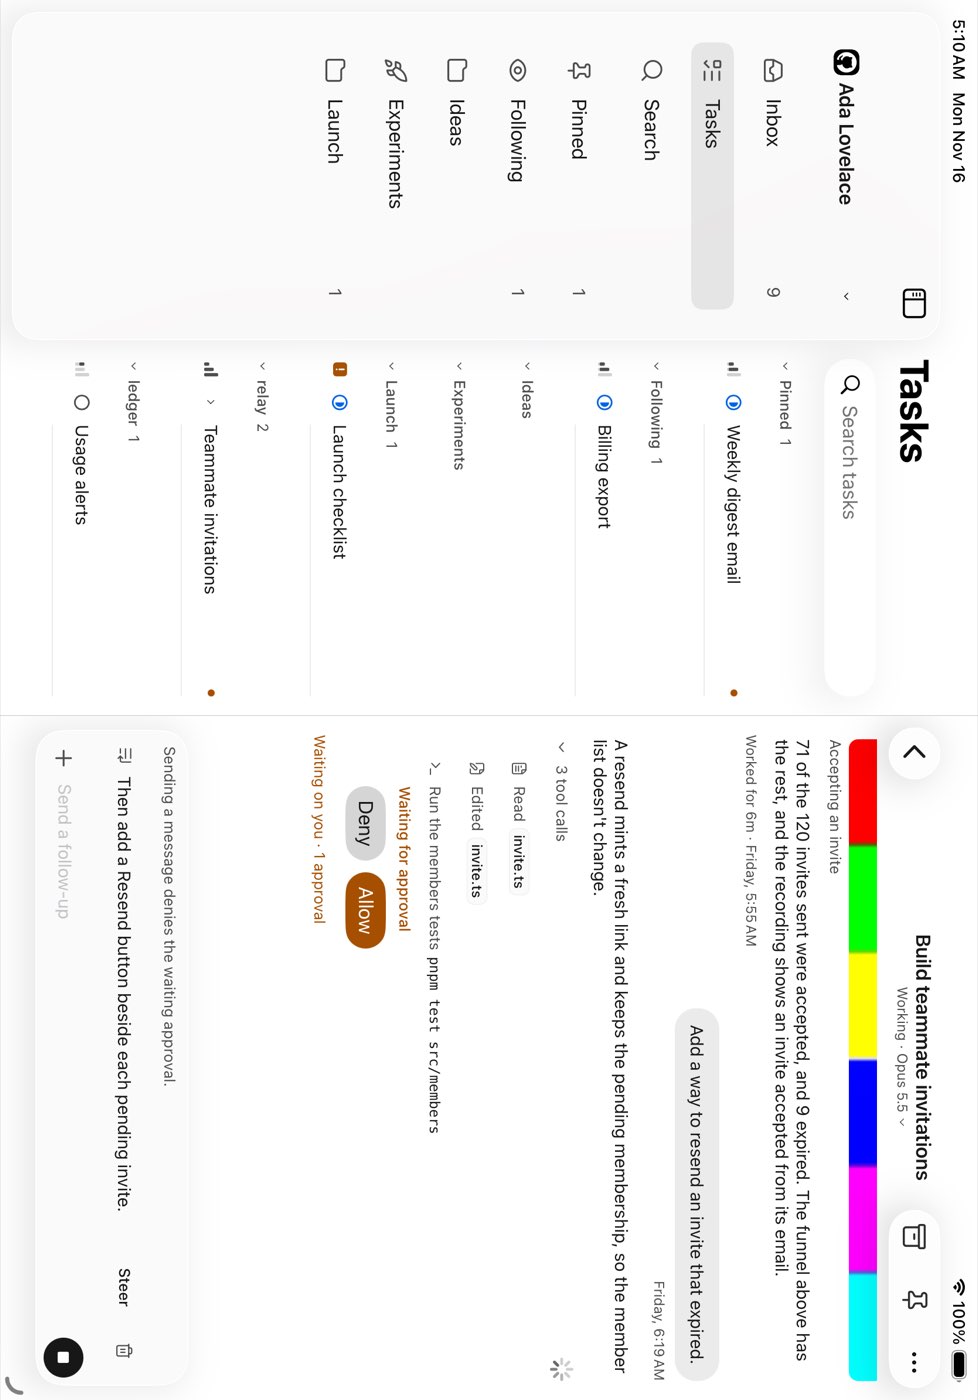 5:10 AM Mon Nov 16
100%
Ada Lovelace
Inbox 9
Tasks
Search
Pinned 1
Following 1
Ideas
Experiments
Launch 1
Tasks
Search tasks
Pinned 1
Weekly digest email
Following 1
Billing export
Ideas
Experiments
Launch 1
Launch checklist
relay 2
Teammate invitations
ledger 1
Usage alerts
Build teammate invitations
Working · Opus 5.5
Accepting an invite
71 of the 120 invites sent were accepted, and 9 expired. The funnel above has
the rest, and the recording shows an invite accepted from its email.
Worked for 6m · Friday, 5:55 AM
Add a way to resend an invite that expired.
Friday, 6:19 AM
A resend mints a fresh link and keeps the pending membership, so the member
list doesn't change.
3 tool calls
Read invite.ts
Edited invite.ts
Run the members tests pnpm test src/members
Waiting for approval
Deny Allow
Waiting on you · 1 approval
Sending a message denies the waiting approval.
Then add a Resend button beside each pending invite. Steer
Send a follow-up